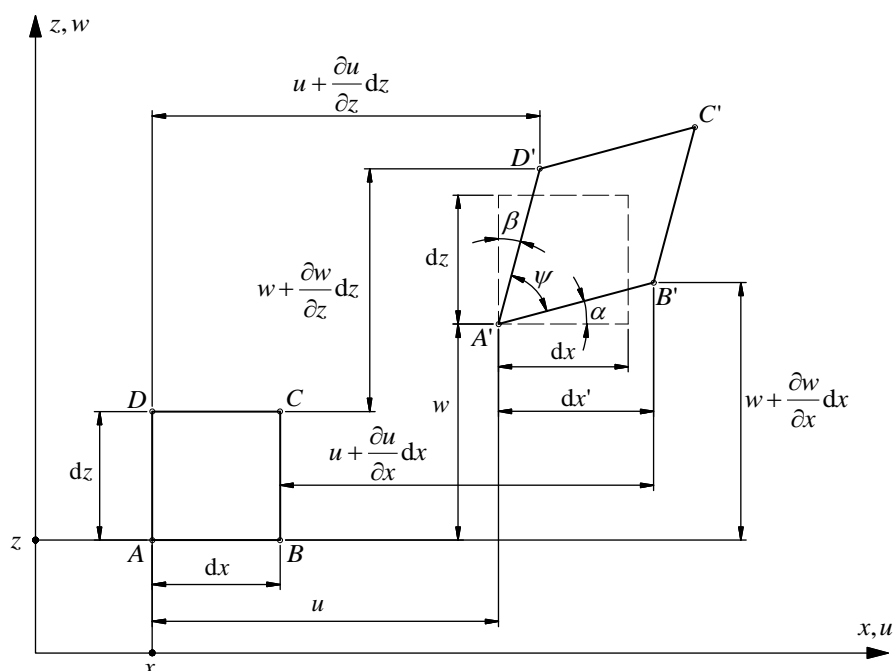 z, w
u + ∂u/∂z dz
C'
D'
β
dz
w + ∂w/∂z dz
ψ
B'
α
A'
dx
D
C
w
dx'
w + ∂w/∂x dx
u + ∂u/∂x dx
dz
z
A
B
dx
u
x, u
x